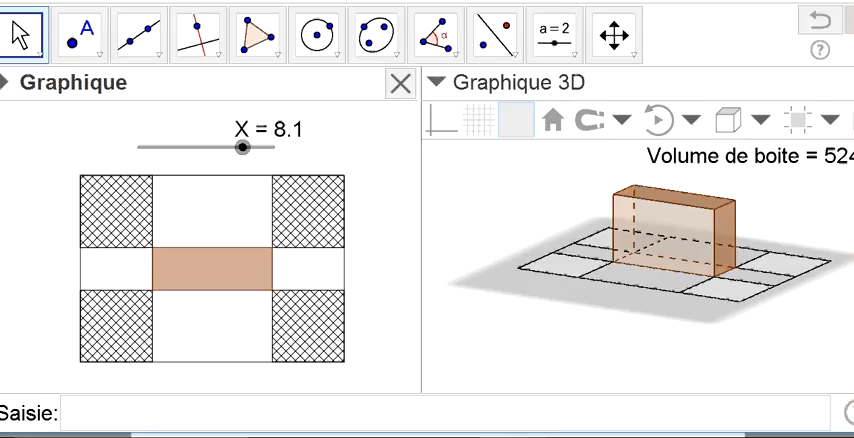 A
α
a=2
?
Graphique
Graphique 3D
X = 8.1
Volume de boite = 524
Saisie: